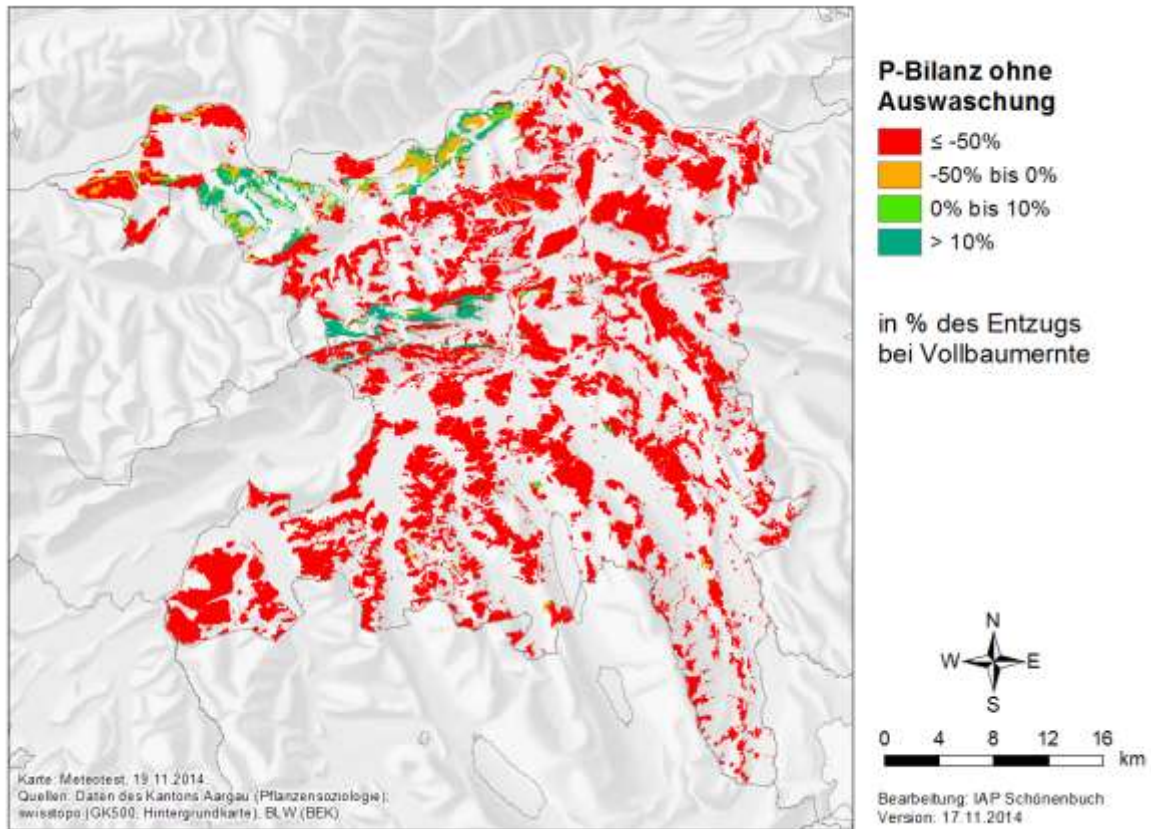 P-Bilanz ohne
Auswaschung
≤ -50%
-50% bis 0%
0% bis 10%
> 10%
in % des Entzugs
bei Vollbaumernte
N
W E
S
0 4 8 12 16
km
Karte: Meteotest, 19.11.2014
Quellen: Daten des Kantons Aargau (Pflanzensoziologie);
swisstopo (GK500, Hintergrundkarte), BLW (BEK)
Bearbeitung: IAP Schönenbuch
Version: 17.11.2014